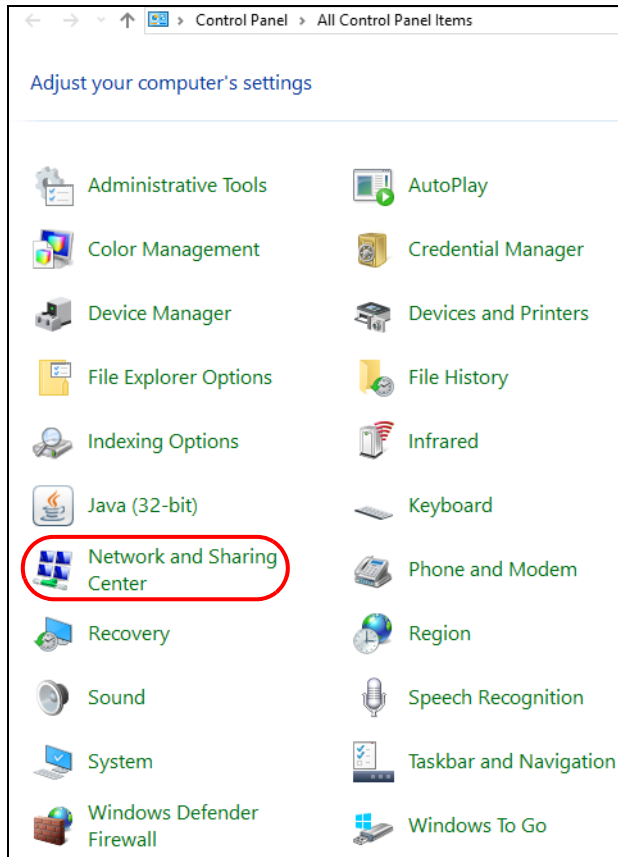 Control Panel > All Control Panel Items
Adjust your computer's settings
Administrative Tools
AutoPlay
Color Management
Credential Manager
Device Manager
Devices and Printers
File Explorer Options
File History
Indexing Options
Infrared
Java (32-bit)
Keyboard
Network and Sharing
Center
Phone and Modem
Recovery
Region
Sound
Speech Recognition
System
Taskbar and Navigation
Windows Defender
Firewall
Windows To Go